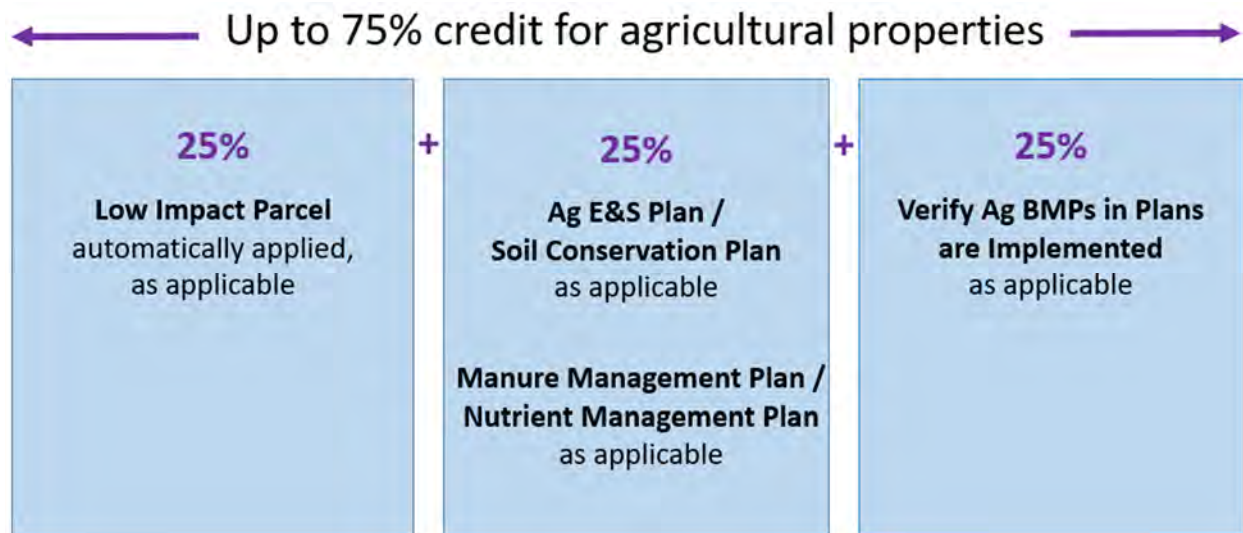 Up to 75% credit for agricultural properties
25%
Low Impact Parcel
automatically applied,
as applicable
+
25%
Ag E&S Plan /
Soil Conservation Plan
as applicable
Manure Management Plan /
Nutrient Management Plan
as applicable
+
25%
Verify Ag BMPs in Plans
are Implemented
as applicable